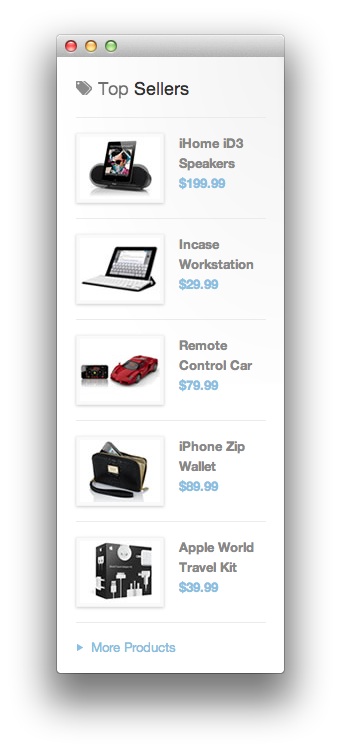 Top Sellers
iHome iD3
Speakers
$199.99
Incase
Workstation
$29.99
Remote
Control Car
$79.99
iPhone Zip
Wallet
$89.99
Apple World
Travel Kit
$39.99
More Products